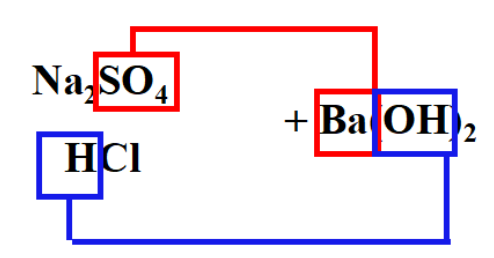 Na₂SO₄
+ Ba(OH)₂
HCl